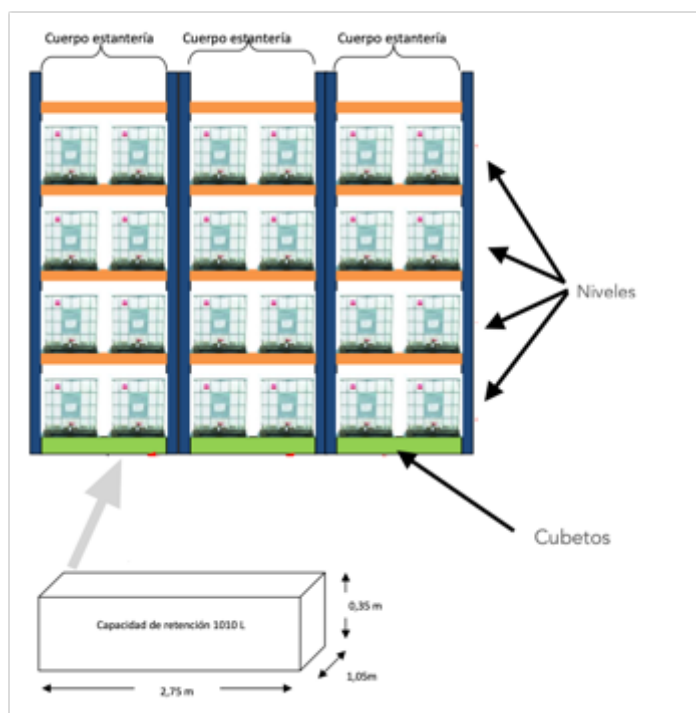 Cuerpo estantería
Cuerpo estantería
Cuerpo estantería
Niveles
Cubetos
Capacidad de retención 1010 L
0,35 m
1,05m
2,75 m